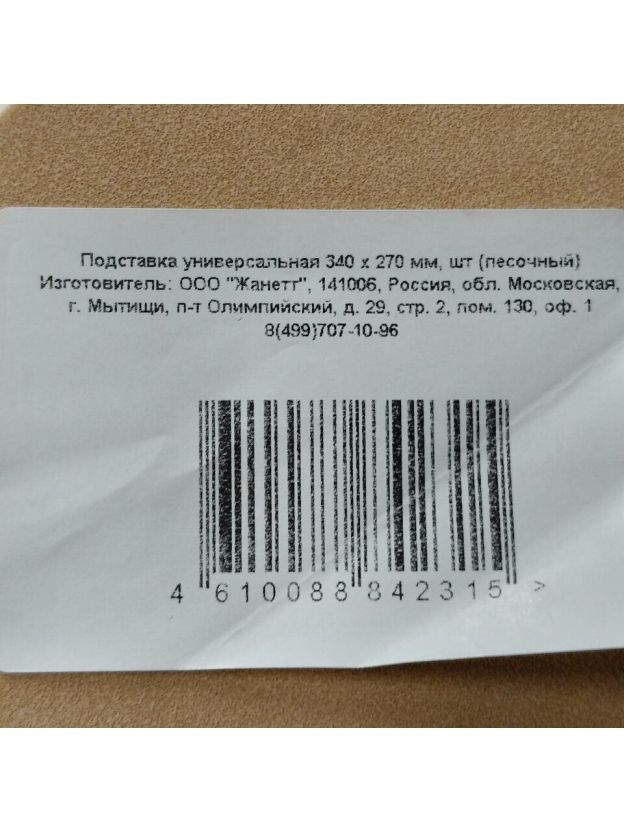 Подставка универсальная 340 x 270 мм, шт (песочный)
Изготовитель: ООО "Жанетт", 141006, Россия, обл. Московская,
г. Мытищи, п-т Олимпийский, д. 29, стр. 2, пом. 130, оф. 1
8(499)707-10-96
4 610088 842315 >